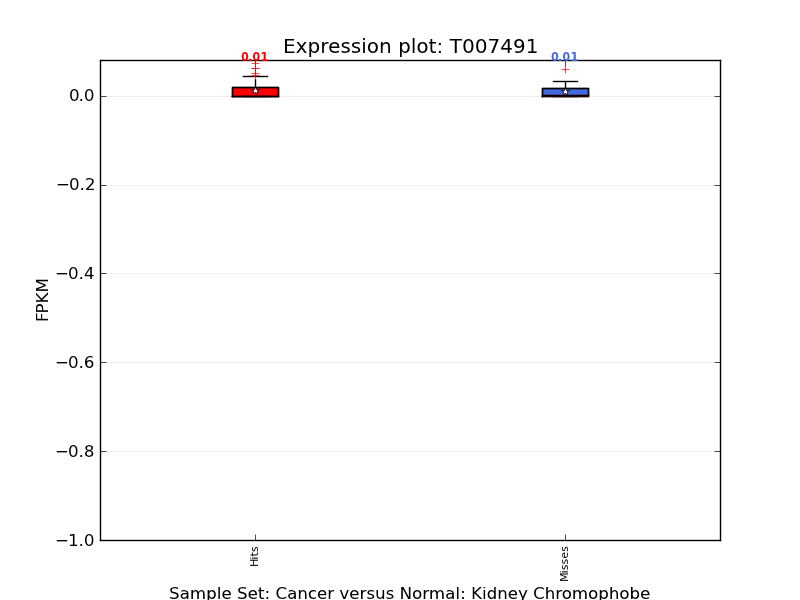 Expression plot: T007491
0.01
0.01
0.0
−0.2
−0.4
−0.6
−0.8
−1.0
FPKM
Hits
Misses
Sample Set: Cancer versus Normal: Kidney Chromophobe